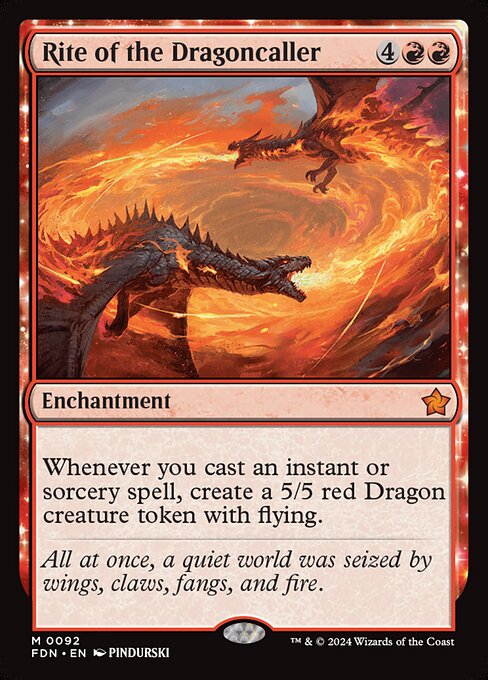 Rite of the Dragoncaller 4
Enchantment
Whenever you cast an instant or
sorcery spell, create a 5/5 red Dragon
creature token with flying.
All at once, a quiet world was seized by
wings, claws, fangs, and fire.
M 0092
FDN • EN PINDURSKI
™ & © 2024 Wizards of the Coast